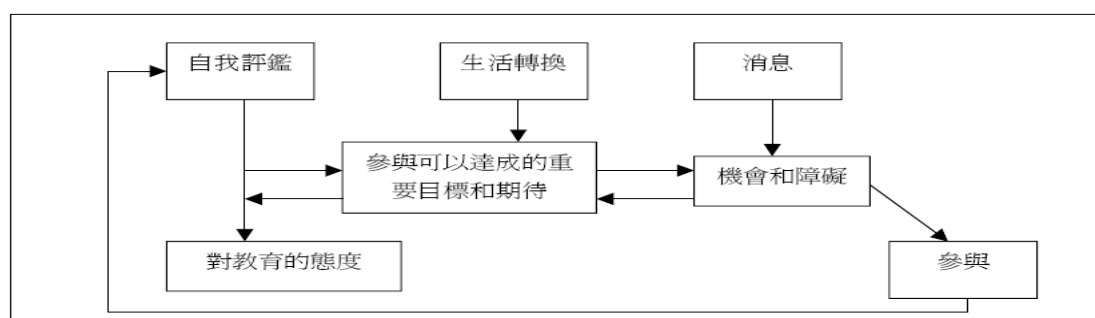 自我評鑑
生活轉換
消息
參與可以達成的重
要目標和期待
機會和障礙
對教育的態度
參與